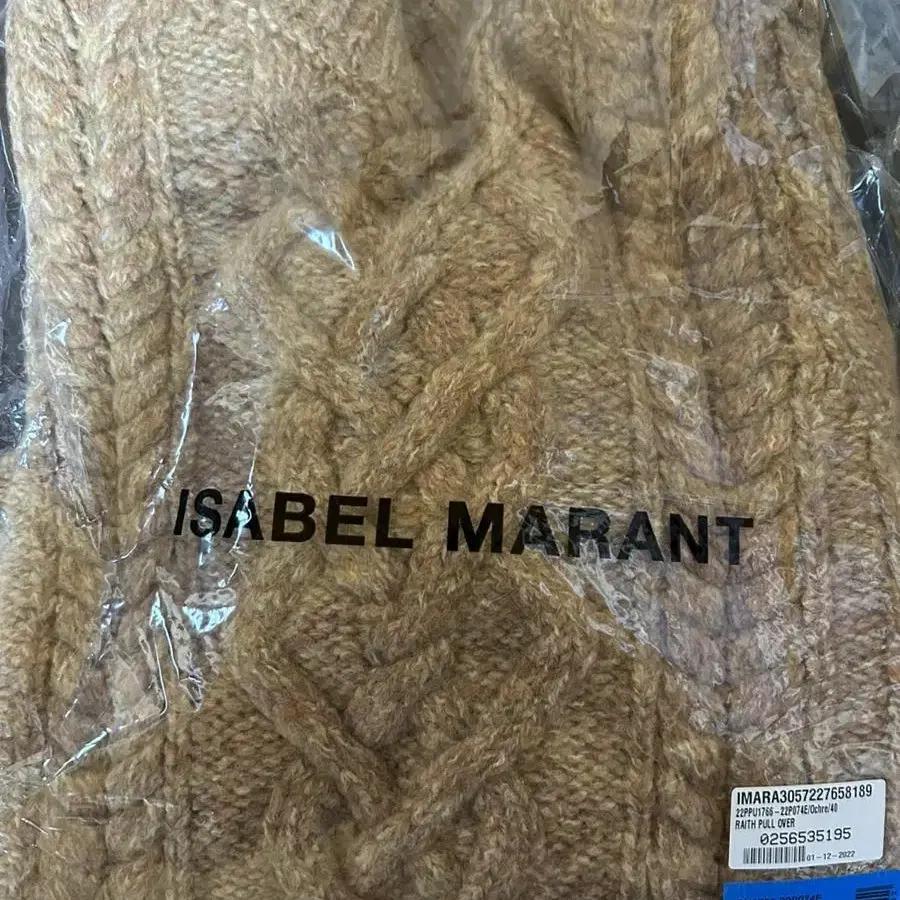 ISABEL MARANT
IMARA3057227658189
22PPU1766-22P074E/Ochre/40
RAITH PULL OVER
0256535195
01-12-2022